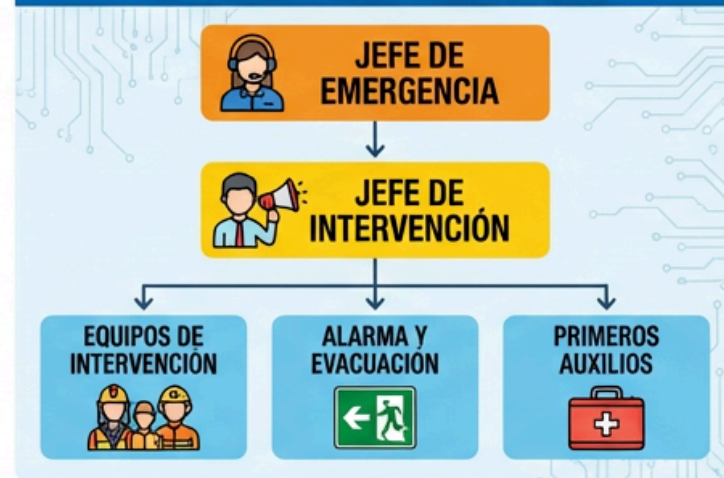 JEFE DE
EMERGENCIA
JEFE DE
INTERVENCIÓN
EQUIPOS DE
INTERVENCIÓN
ALARMA Y
EVACUACIÓN
PRIMEROS
AUXILIOS